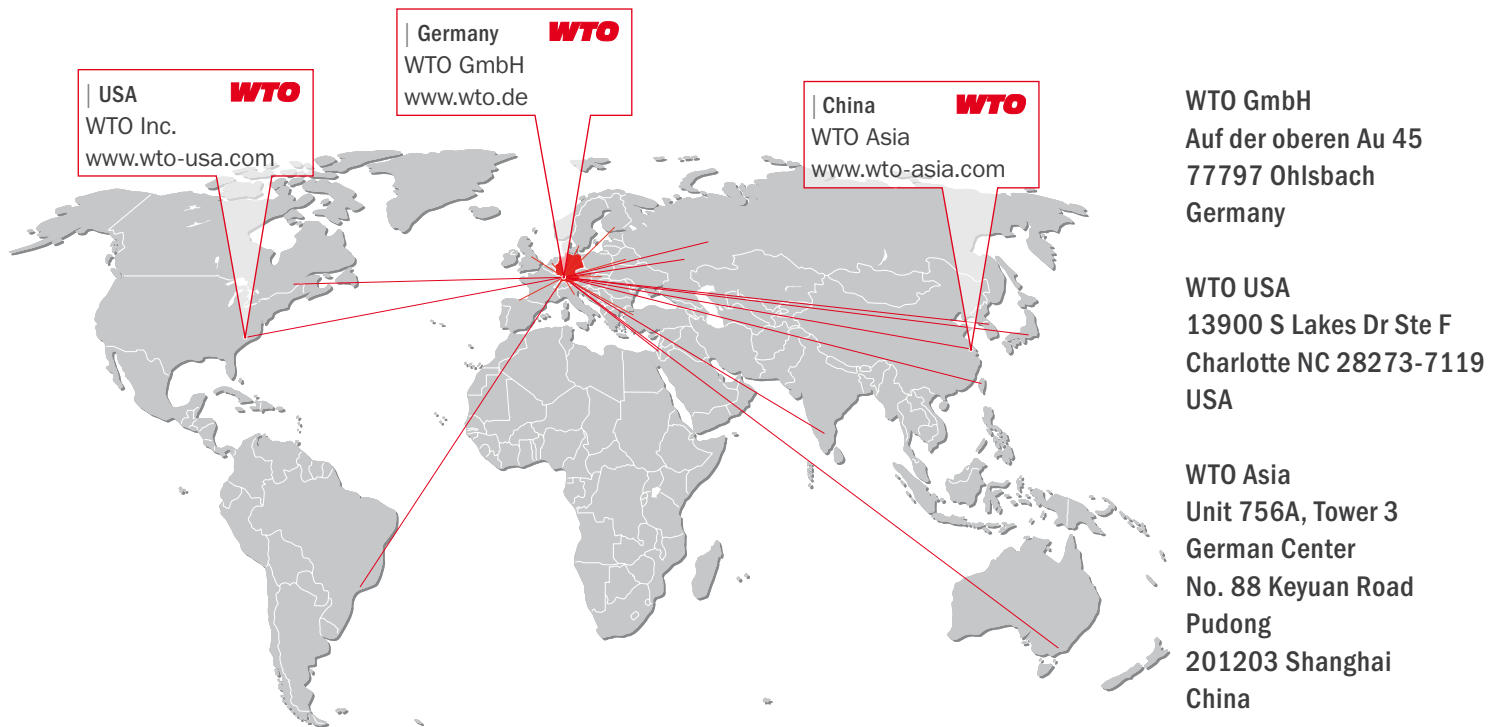 | Germany WTO
WTO GmbH
www.wto.de
| USA WTO
WTO Inc.
www.wto-usa.com
| China WTO
WTO Asia
www.wto-asia.com
WTO GmbH
Auf der oberen Au 45
77797 Ohlsbach
Germany
WTO USA
13900 S Lakes Dr Ste F
Charlotte NC 28273-7119
USA
WTO Asia
Unit 756A, Tower 3
German Center
No. 88 Keyuan Road
Pudong
201203 Shanghai
China